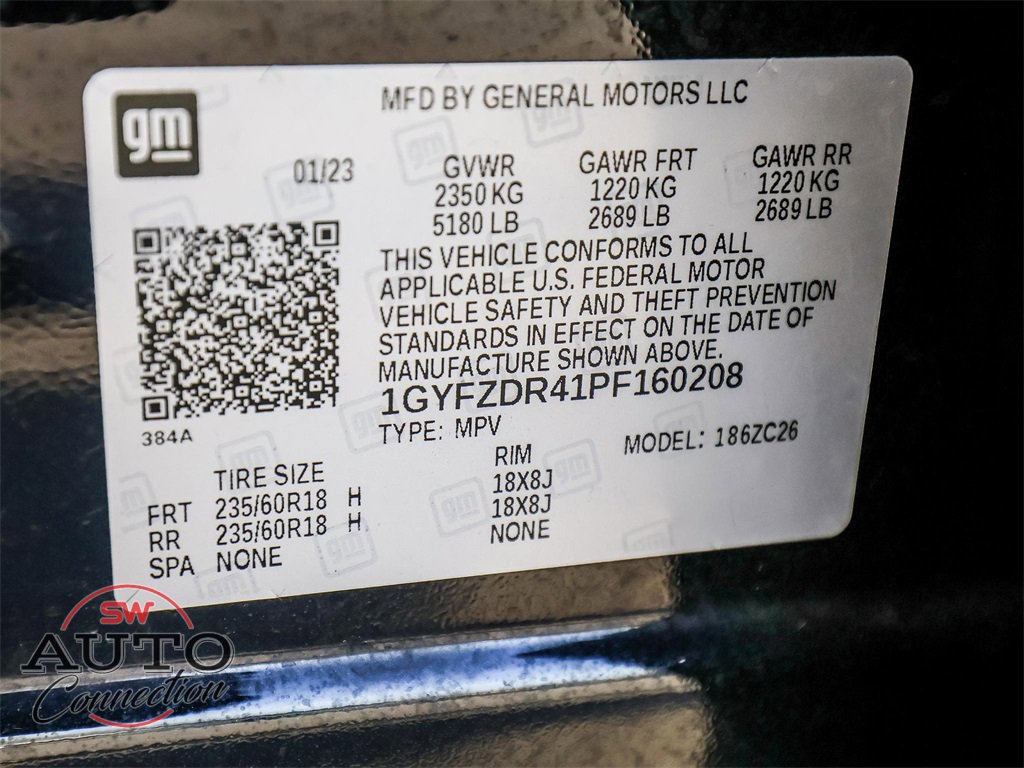 gm
MFD BY GENERAL MOTORS LLC
01/23
GVWR GAWR FRT GAWR RR
2350 KG 1220 KG 1220 KG
5180 LB 2689 LB 2689 LB
THIS VEHICLE CONFORMS TO ALL
APPLICABLE U.S. FEDERAL MOTOR
VEHICLE SAFETY AND THEFT PREVENTION
STANDARDS IN EFFECT ON THE DATE OF
MANUFACTURE SHOWN ABOVE.
1GYFZDR41PF160208
384A
TYPE: MPV MODEL: 186ZC26
TIRE SIZE RIM
FRT 235/60R18 H 18X8J
RR 235/60R18 H 18X8J
SPA NONE NONE
SW
AUTO
Connection